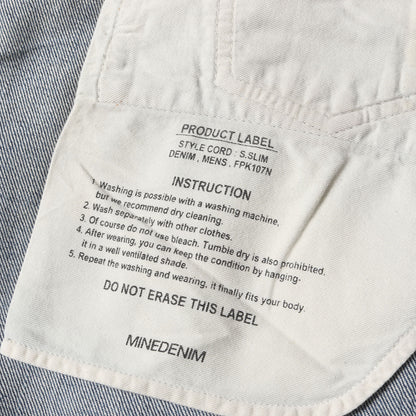 PRODUCT LABEL
STYLE CORD · S.SLIM
DENIM , MENS , FPK107N
INSTRUCTION
1. Washing is possible with a washing machine,
but we recommend dry cleaning.
2. Wash separately with other clothes.
3. Of course do not use bleach. Tumble dry is also prohibited.
4. After wearing, you can keep the condition by hanging-
it in a well ventilated shade.
5. Repeat the washing and wearing, it finally fits your body.
DO NOT ERASE THIS LABEL
MINEDENIM